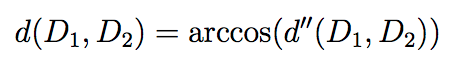 d(D₁, D₂) = arccos(d″(D₁, D₂))